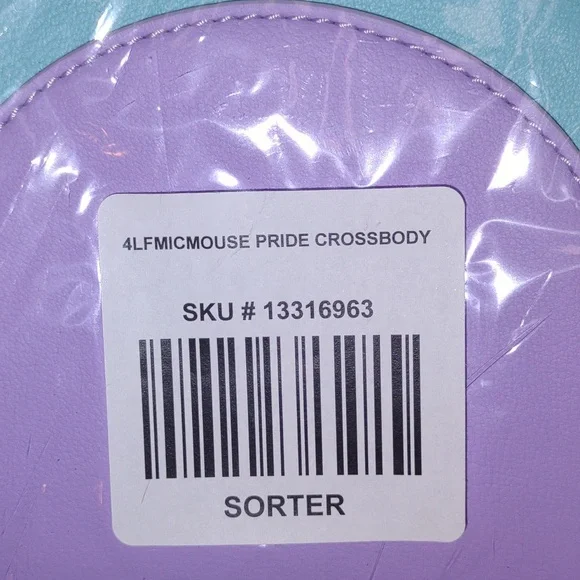 4LFMICMOUSE PRIDE CROSSBODY
SKU # 13316963
SORTER